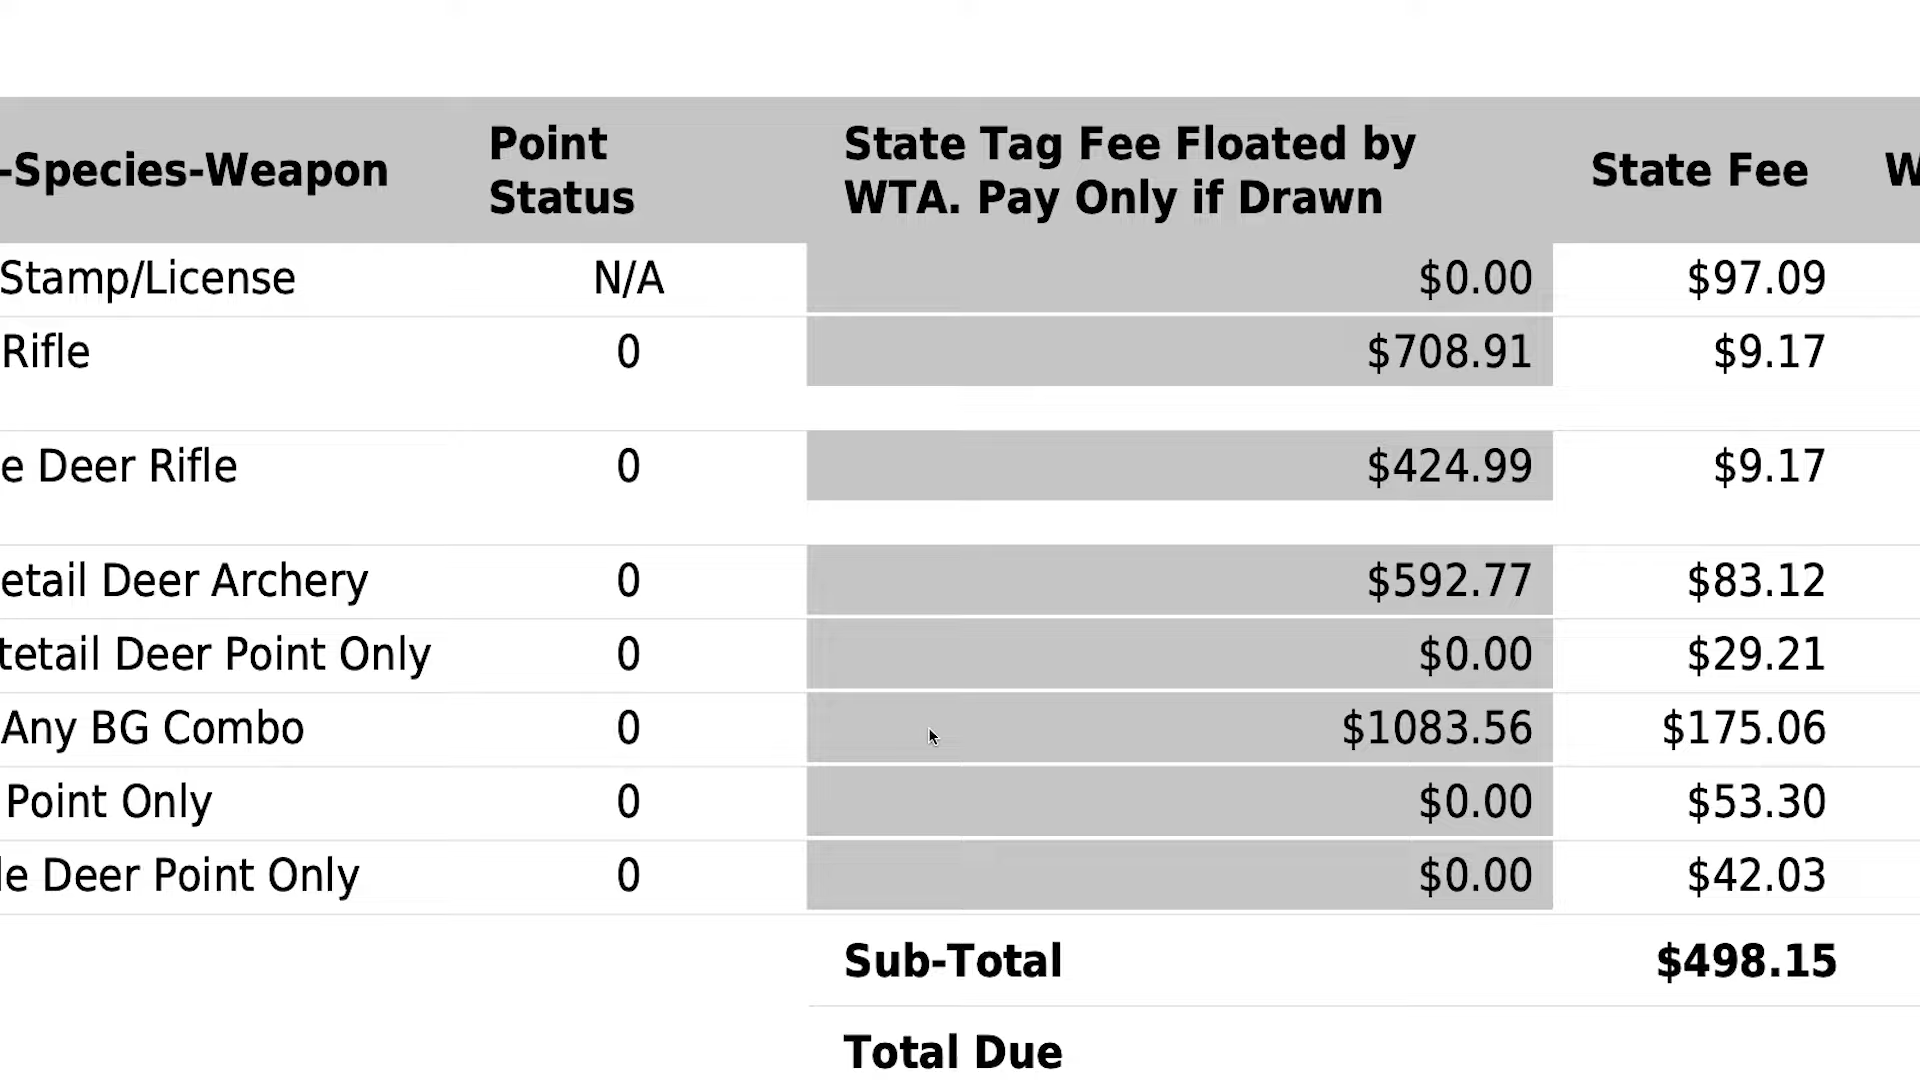 -Species-Weapon Point Status State Tag Fee Floated by WTA. Pay Only if Drawn State Fee W
Stamp/License N/A $0.00 $97.09
Rifle 0 $708.91 $9.17
e Deer Rifle 0 $424.99 $9.17
etail Deer Archery 0 $592.77 $83.12
tetail Deer Point Only 0 $0.00 $29.21
Any BG Combo 0 $1083.56 $175.06
Point Only 0 $0.00 $53.30
le Deer Point Only 0 $0.00 $42.03
Sub-Total $498.15
Total Due